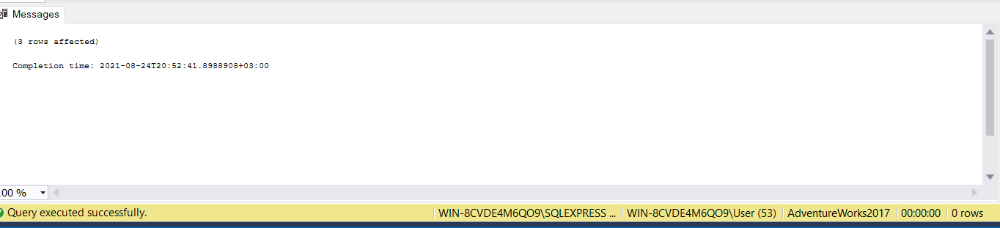 Messages
(3 rows affected)
Completion time: 2021-08-24T20:52:41.8988908+03:00
.00 %
Query executed successfully.
WIN-8CVDE4M6QO9\SQLEXPRESS ...
WIN-8CVDE4M6QO9\User (53)
AdventureWorks2017
00:00:00
0 rows